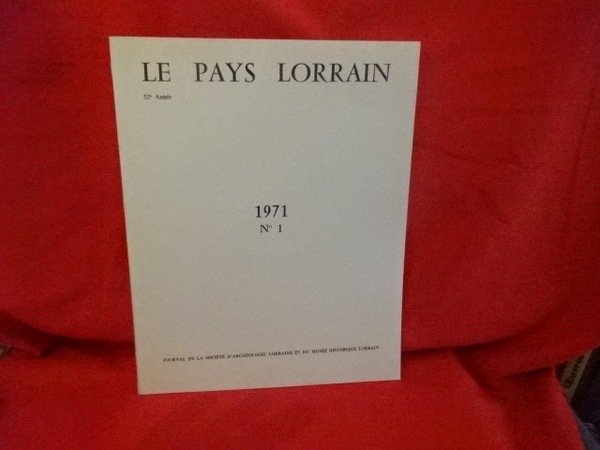 LE PAYS LORRAIN
52e Année
1971
N° 1
JOURNAL DE LA SOCIÉTÉ D'ARCHÉOLOGIE LORRAINE ET DU MUSÉE HISTORIQUE LORRAIN